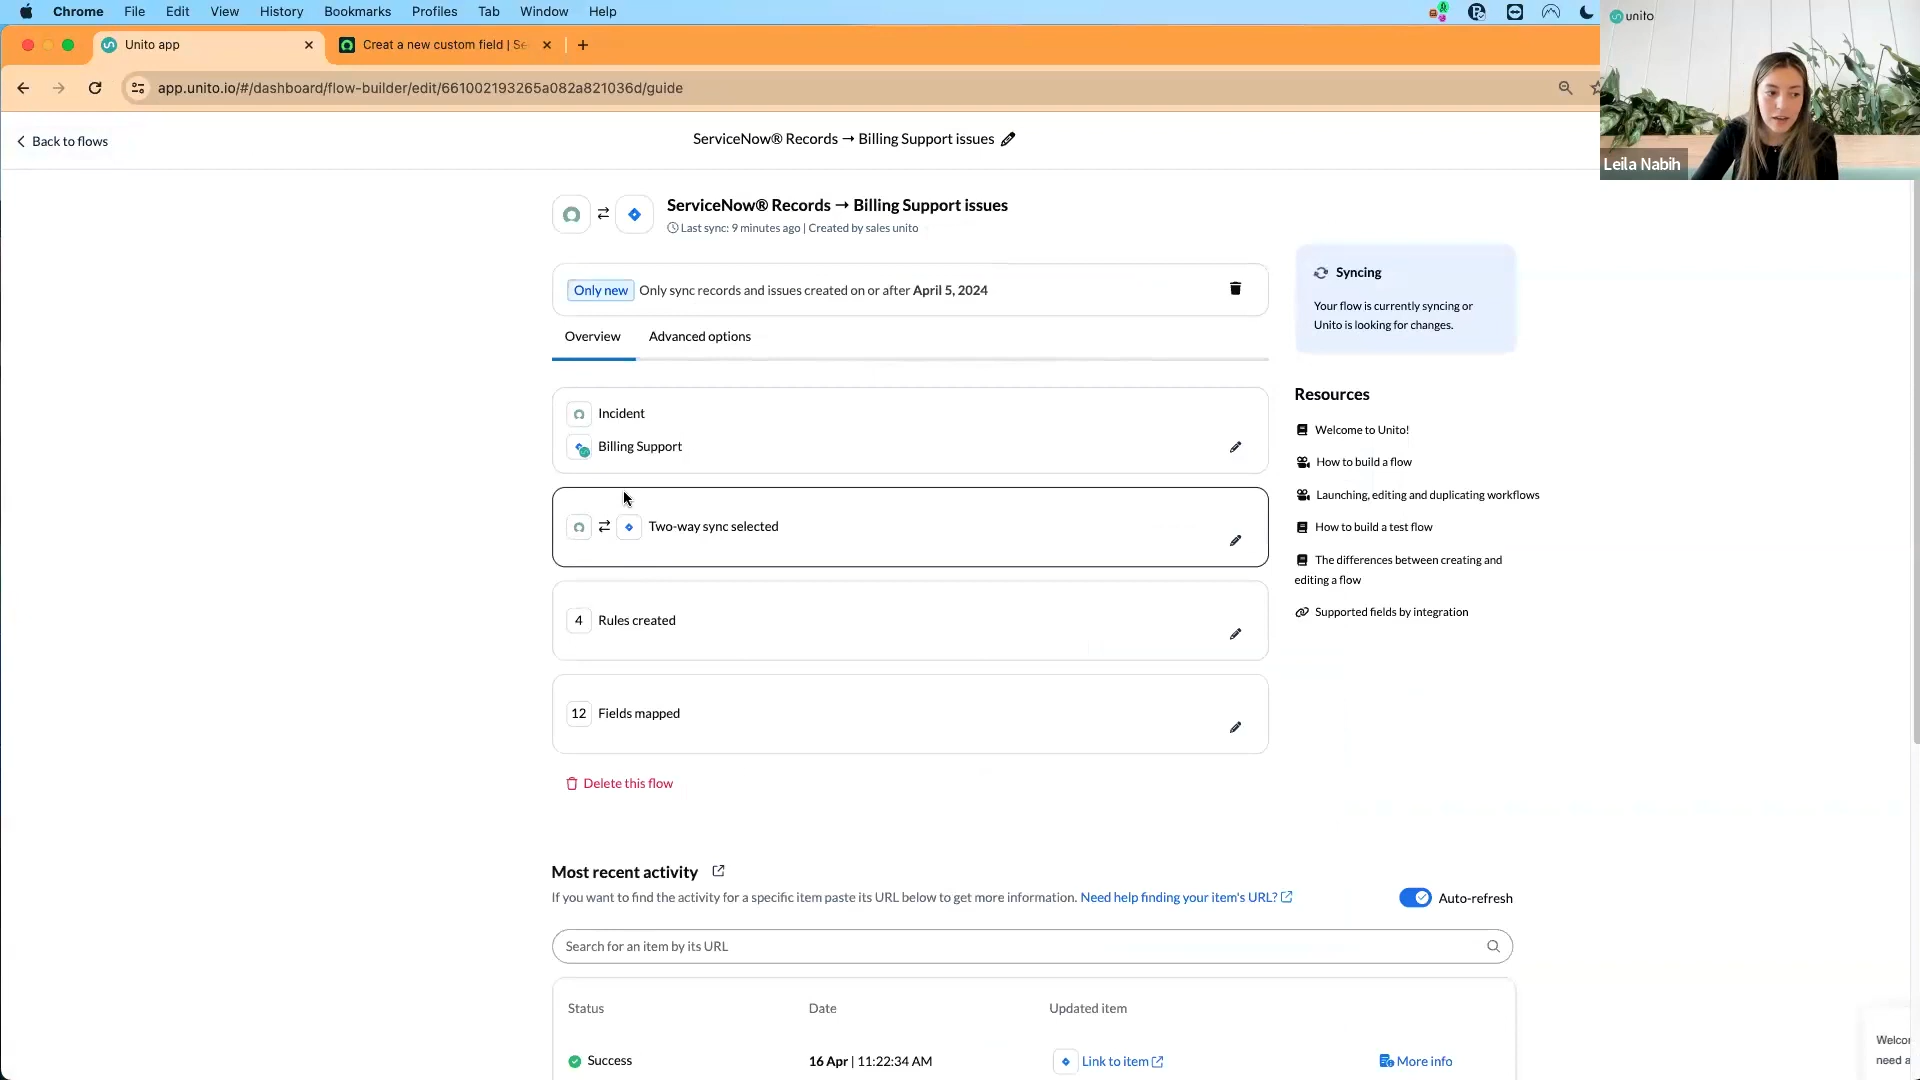 Chrome File Edit View History Bookmarks Profiles Tab Window Help
unito
Unito app
Creat a new custom field | Se
app.unito.io/#/dashboard/flow-builder/edit/661002193265a082a821036d/guide
Leila Nabih
Back to flows
ServiceNow® Records → Billing Support issues
ServiceNow® Records → Billing Support issues
Last sync: 9 minutes ago | Created by sales unito
Only new Only sync records and issues created on or after April 5, 2024
Syncing
Your flow is currently syncing or
Unito is looking for changes.
Overview Advanced options
Incident
Billing Support
Two-way sync selected
4 Rules created
12 Fields mapped
Delete this flow
Resources
Welcome to Unito!
How to build a flow
Launching, editing and duplicating workflows
How to build a test flow
The differences between creating and
editing a flow
Supported fields by integration
Most recent activity
If you want to find the activity for a specific item paste its URL below to get more information. Need help finding your item's URL?
Auto-refresh
Search for an item by its URL
Status Date Updated item
Success 16 Apr | 11:22:34 AM Link to item More info
need a